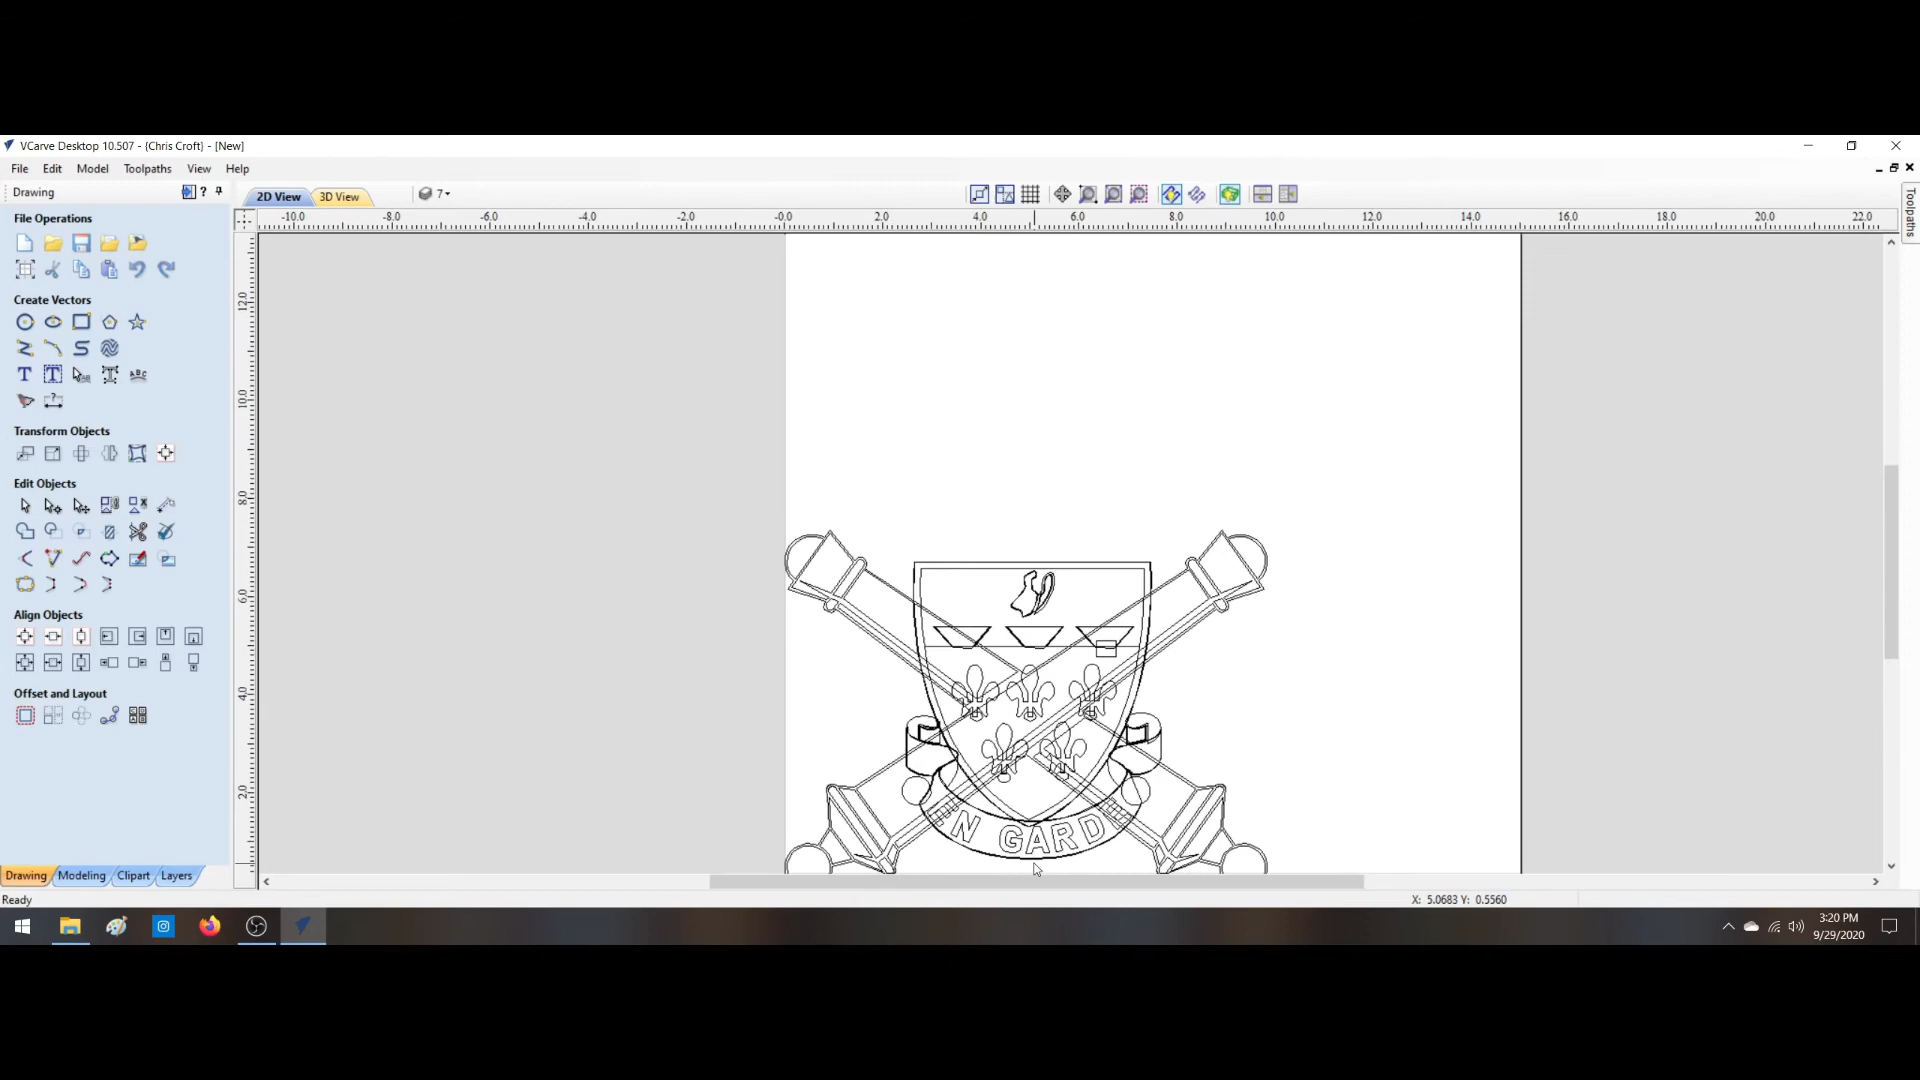 VCarve Desktop 10.507 - {Chris Croft} - [New]
File Edit Model Toolpaths View Help
Drawing
2D View 3D View 7
File Operations
Create Vectors
Transform Objects
Edit Objects
Align Objects
Offset and Layout
Drawing Modeling Clipart Layers
-10.0 -8.0 -6.0 -4.0 -2.0 -0.0 2.0 4.0 6.0 8.0 10.0 12.0 14.0 16.0 18.0 20.0 22.0
12.0
10.0
8.0
6.0
4.0
2.0
Toolpaths
N GARD
Ready
X: 5.0683 Y: 0.5560
3:20 PM
9/29/2020